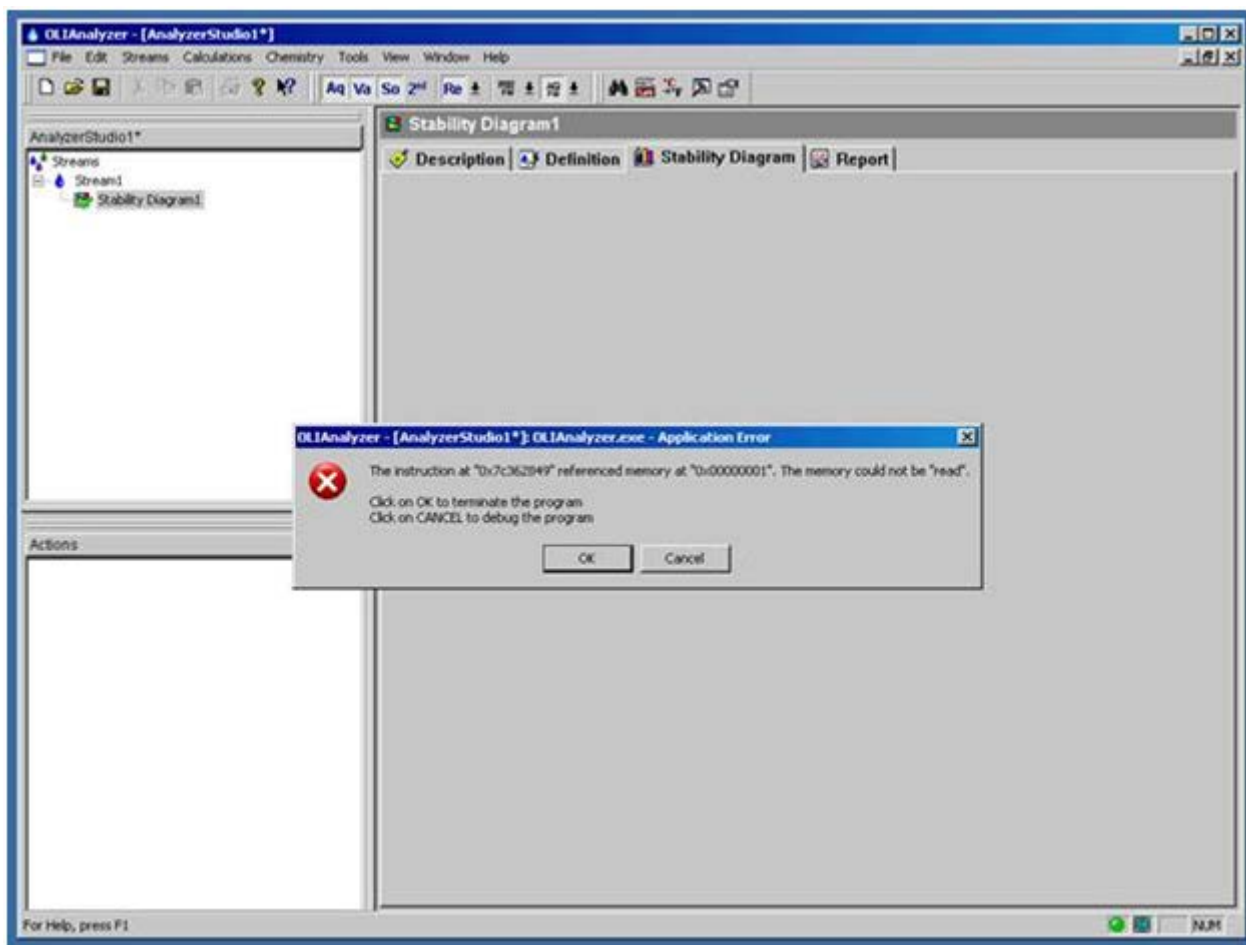 OLIAnalyzer - [AnalyzerStudio1*]
File Edit Streams Calculations Chemistry Tools View Window Help
Aq Va So 2nd Re
AnalyzerStudio1*
Streams
Stream1
Stability Diagram1
Stability Diagram1
Description Definition Stability Diagram Report
OLIAnalyzer - [AnalyzerStudio1*]: OLIAnalyzer.exe - Application Error
The instruction at "0x7c362849" referenced memory at "0x00000001". The memory could not be "read".
Click on OK to terminate the program
Click on CANCEL to debug the program
OK Cancel
Actions
For Help, press F1
NUM